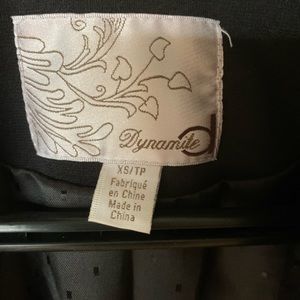 Dynamite
XS/TP
Fabriqué
en Chine
Made in
China